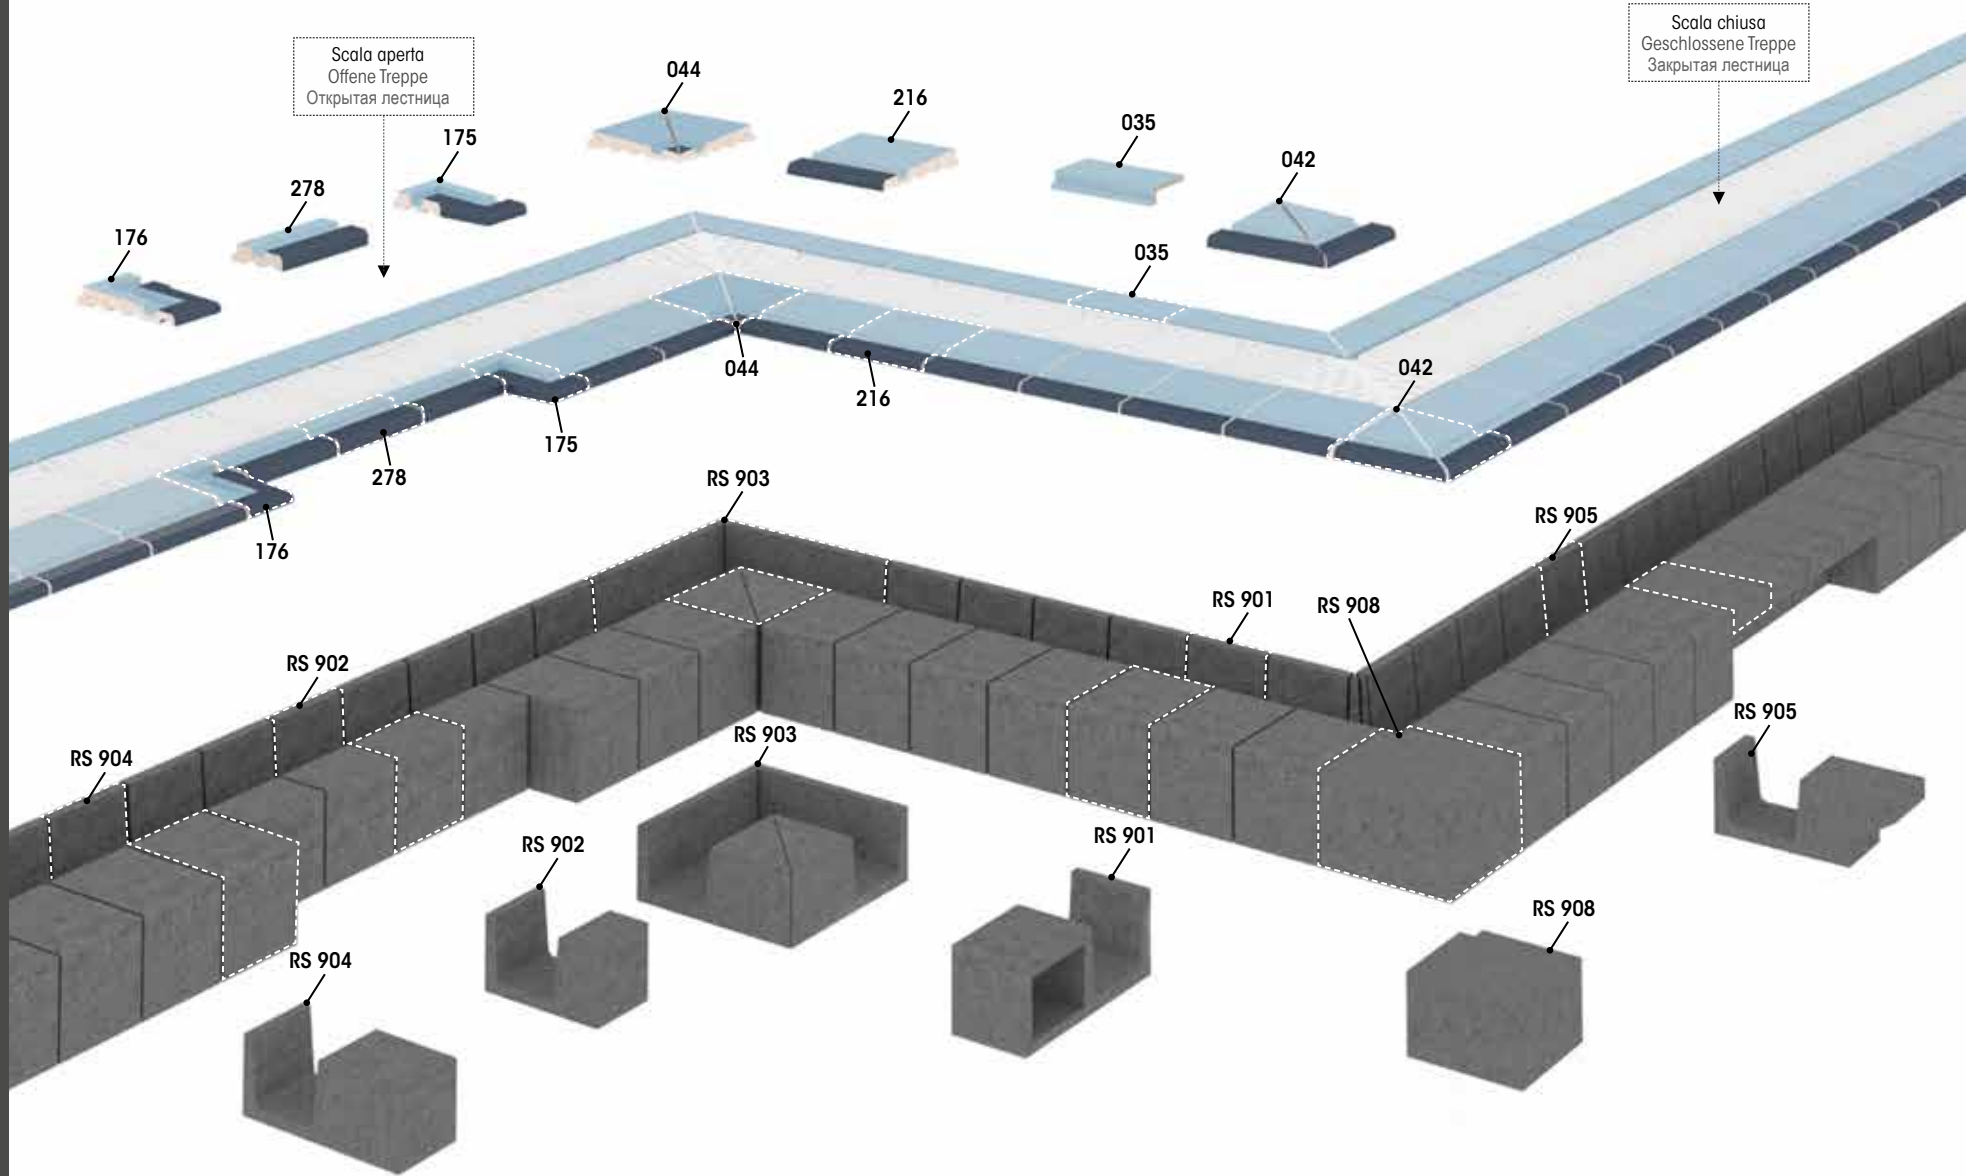 Scala aperta
Offene Treppe
Открытая лестница
Scala chiusa
Geschlossene Treppe
Закрытая лестница
044
216
035
042
175
278
176
035
044
216
042
175
278
176
RS 903
RS 905
RS 901
RS 908
RS 902
RS 904
RS 903
RS 905
RS 902
RS 901
RS 908
RS 904